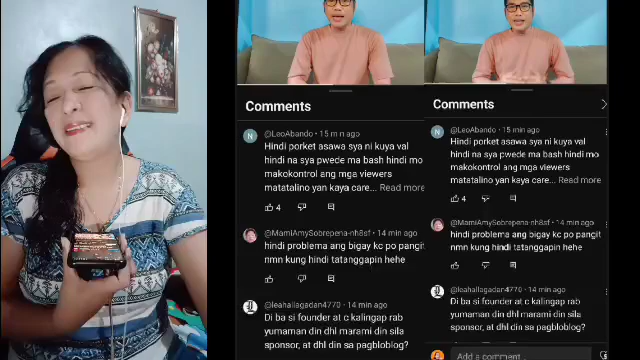 Comments
@LeoAbando • 15 min ago
Hindi porket asawa sya ni kuya val
hindi na sya pwede ma bash hindi mo
makokontrol ang mga viewers
matatalino yan kaya care... Read more
4
@MamiAmySobrepena-nh8sf • 14 min ago
hindi problema ang bigay kc po pangit
nmn kung hindi tatanggapin hehe
@leahallagadan4770 • 14 min ago
Di ba si founder at c kalingap rab
yumaman din dhl marami din sila
sponsor, at dhl din sa pagbloblog?
Comments
@LeoAbando • 15 min ago
Hindi porket asawa sya ni kuya val
hindi na sya pwede ma bash hindi mo
makokontrol ang mga viewers
matatalino yan kaya care... Read more
4
@MamiAmySobrepena-nh8sf • 14 min ago
hindi problema ang bigay kc po pangit
nmn kung hindi tatanggapin hehe
@leahallagadan4770 • 14 min ago
Di ba si founder at c kalingap rab
yumaman din dhl marami din sila
sponsor, at dhl din sa pagbloblog?
Add a comment...